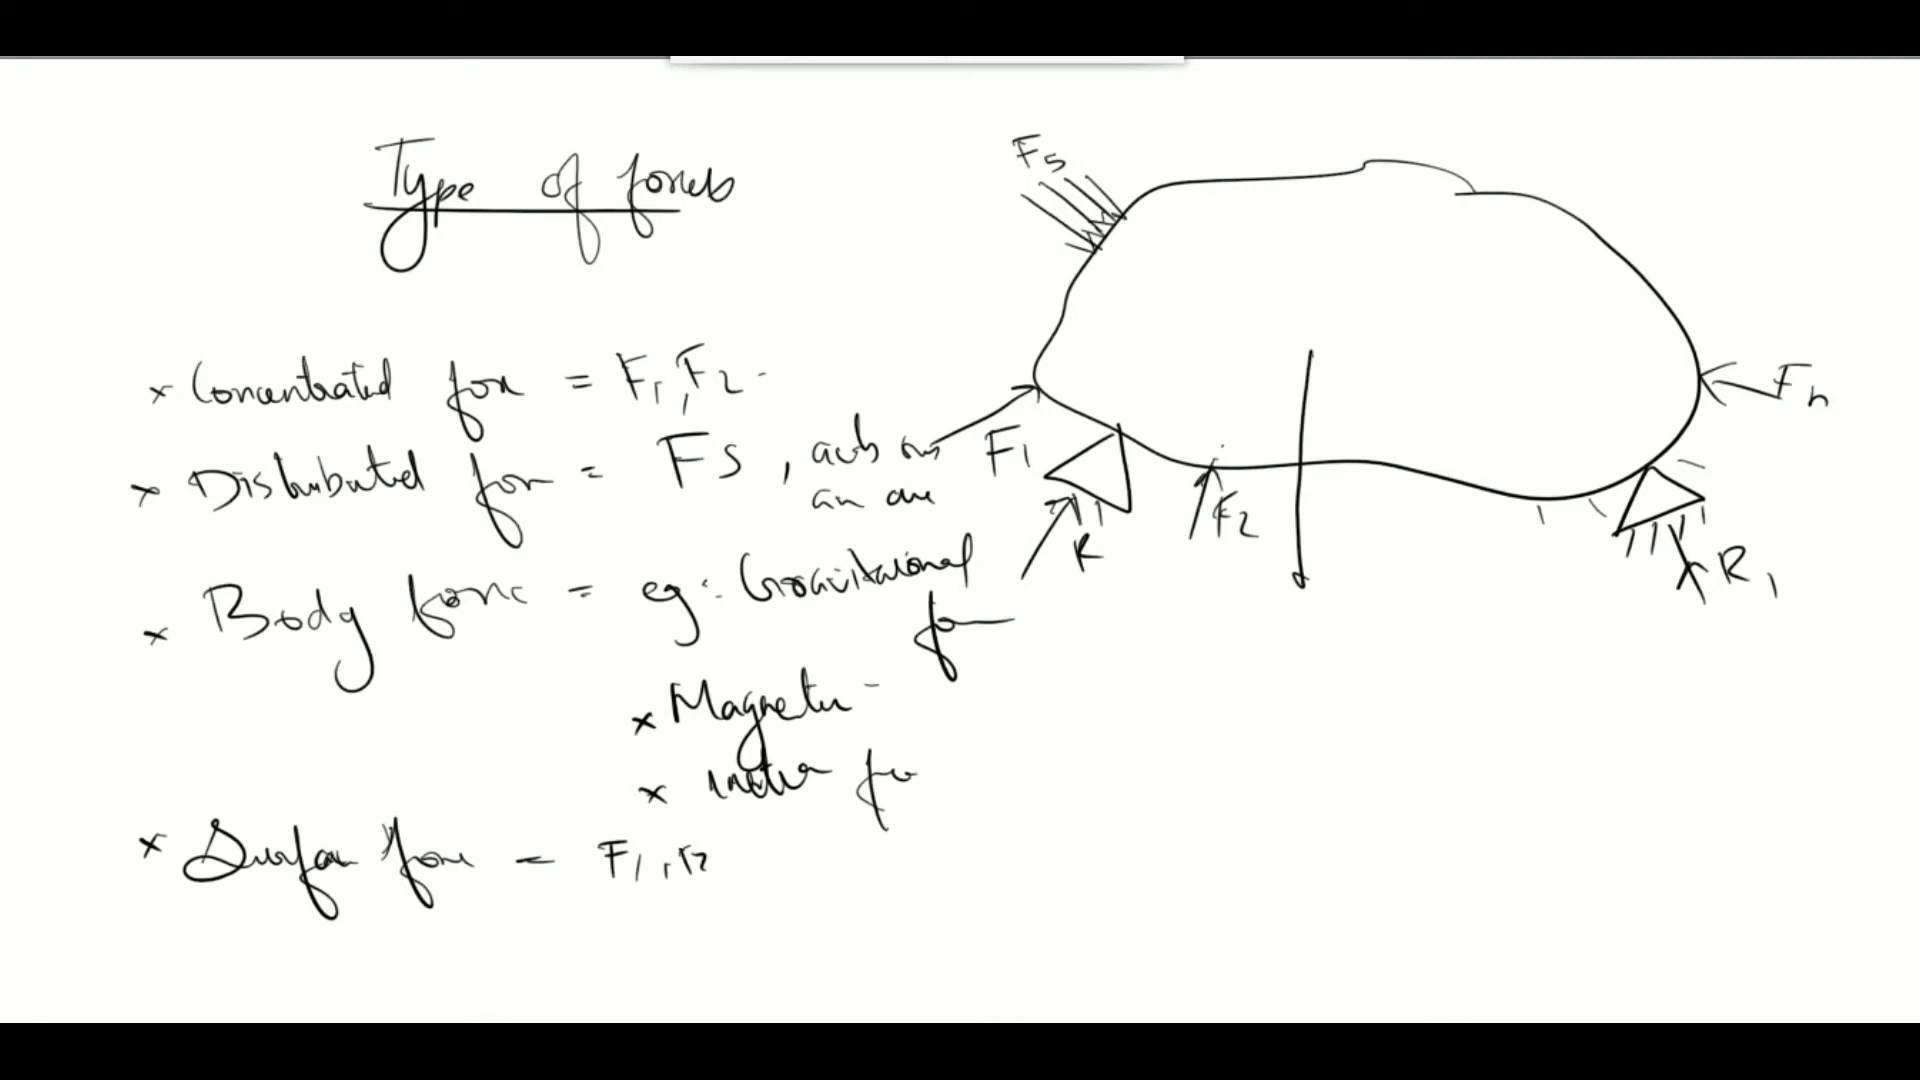 Type of forces
× Concentrated force = F1, F2
× Distributed force = Fs, acts on
an area
× Body force = eg: Gravitational
force
× Magnetic
× Inertia force
× Surface force = F1, F2
Fs
Fn
F1
F2
R
R1